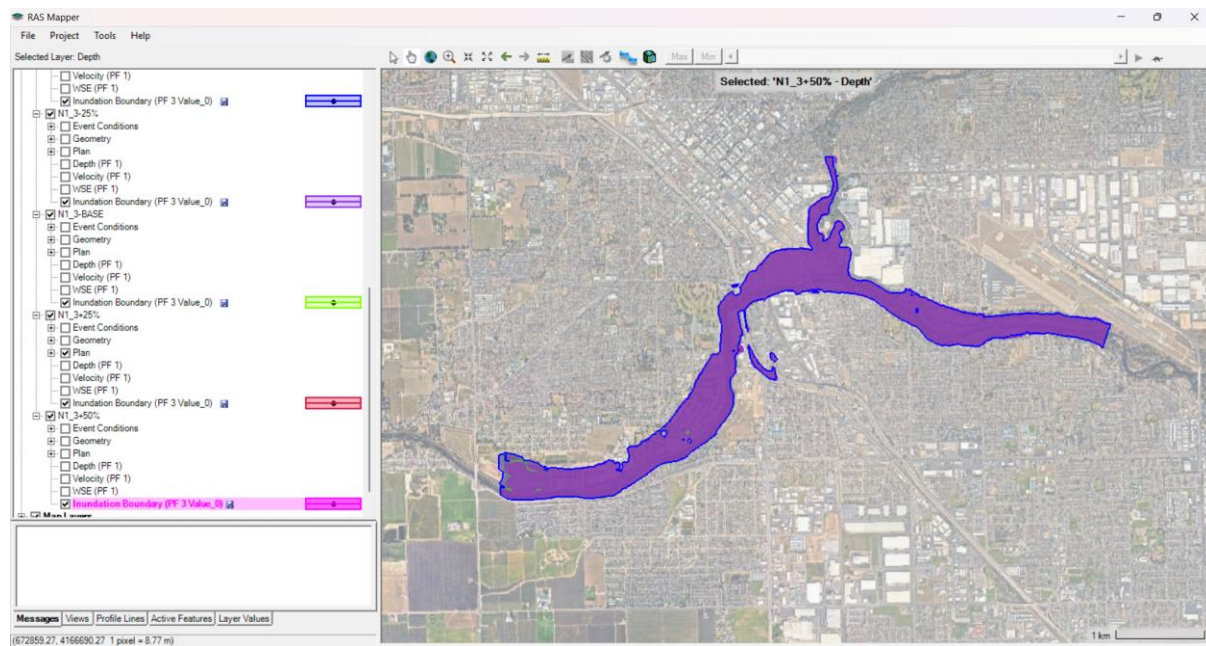 RAS Mapper
File Project Tools Help
Selected Layer: Depth
Max Min
Velocity (PF 1)
WSE (PF 1)
Inundation Boundary (PF 3 Value_0)
N1_3-25%
Event Conditions
Geometry
Plan
Depth (PF 1)
Velocity (PF 1)
WSE (PF 1)
Inundation Boundary (PF 3 Value_0)
N1_3-BASE
Event Conditions
Geometry
Plan
Depth (PF 1)
Velocity (PF 1)
WSE (PF 1)
Inundation Boundary (PF 3 Value_0)
N1_3+25%
Event Conditions
Geometry
Plan
Depth (PF 1)
Velocity (PF 1)
WSE (PF 1)
Inundation Boundary (PF 3 Value_0)
N1_3+50%
Event Conditions
Geometry
Plan
Depth (PF 1)
Velocity (PF 1)
WSE (PF 1)
Inundation Boundary (PF 3 Value_0)
Map Layers
Selected: 'N1_3+50% - Depth'
1 km
Messages Views Profile Lines Active Features Layer Values
(672859.27, 4166690.27 1 pixel = 8.77 m)